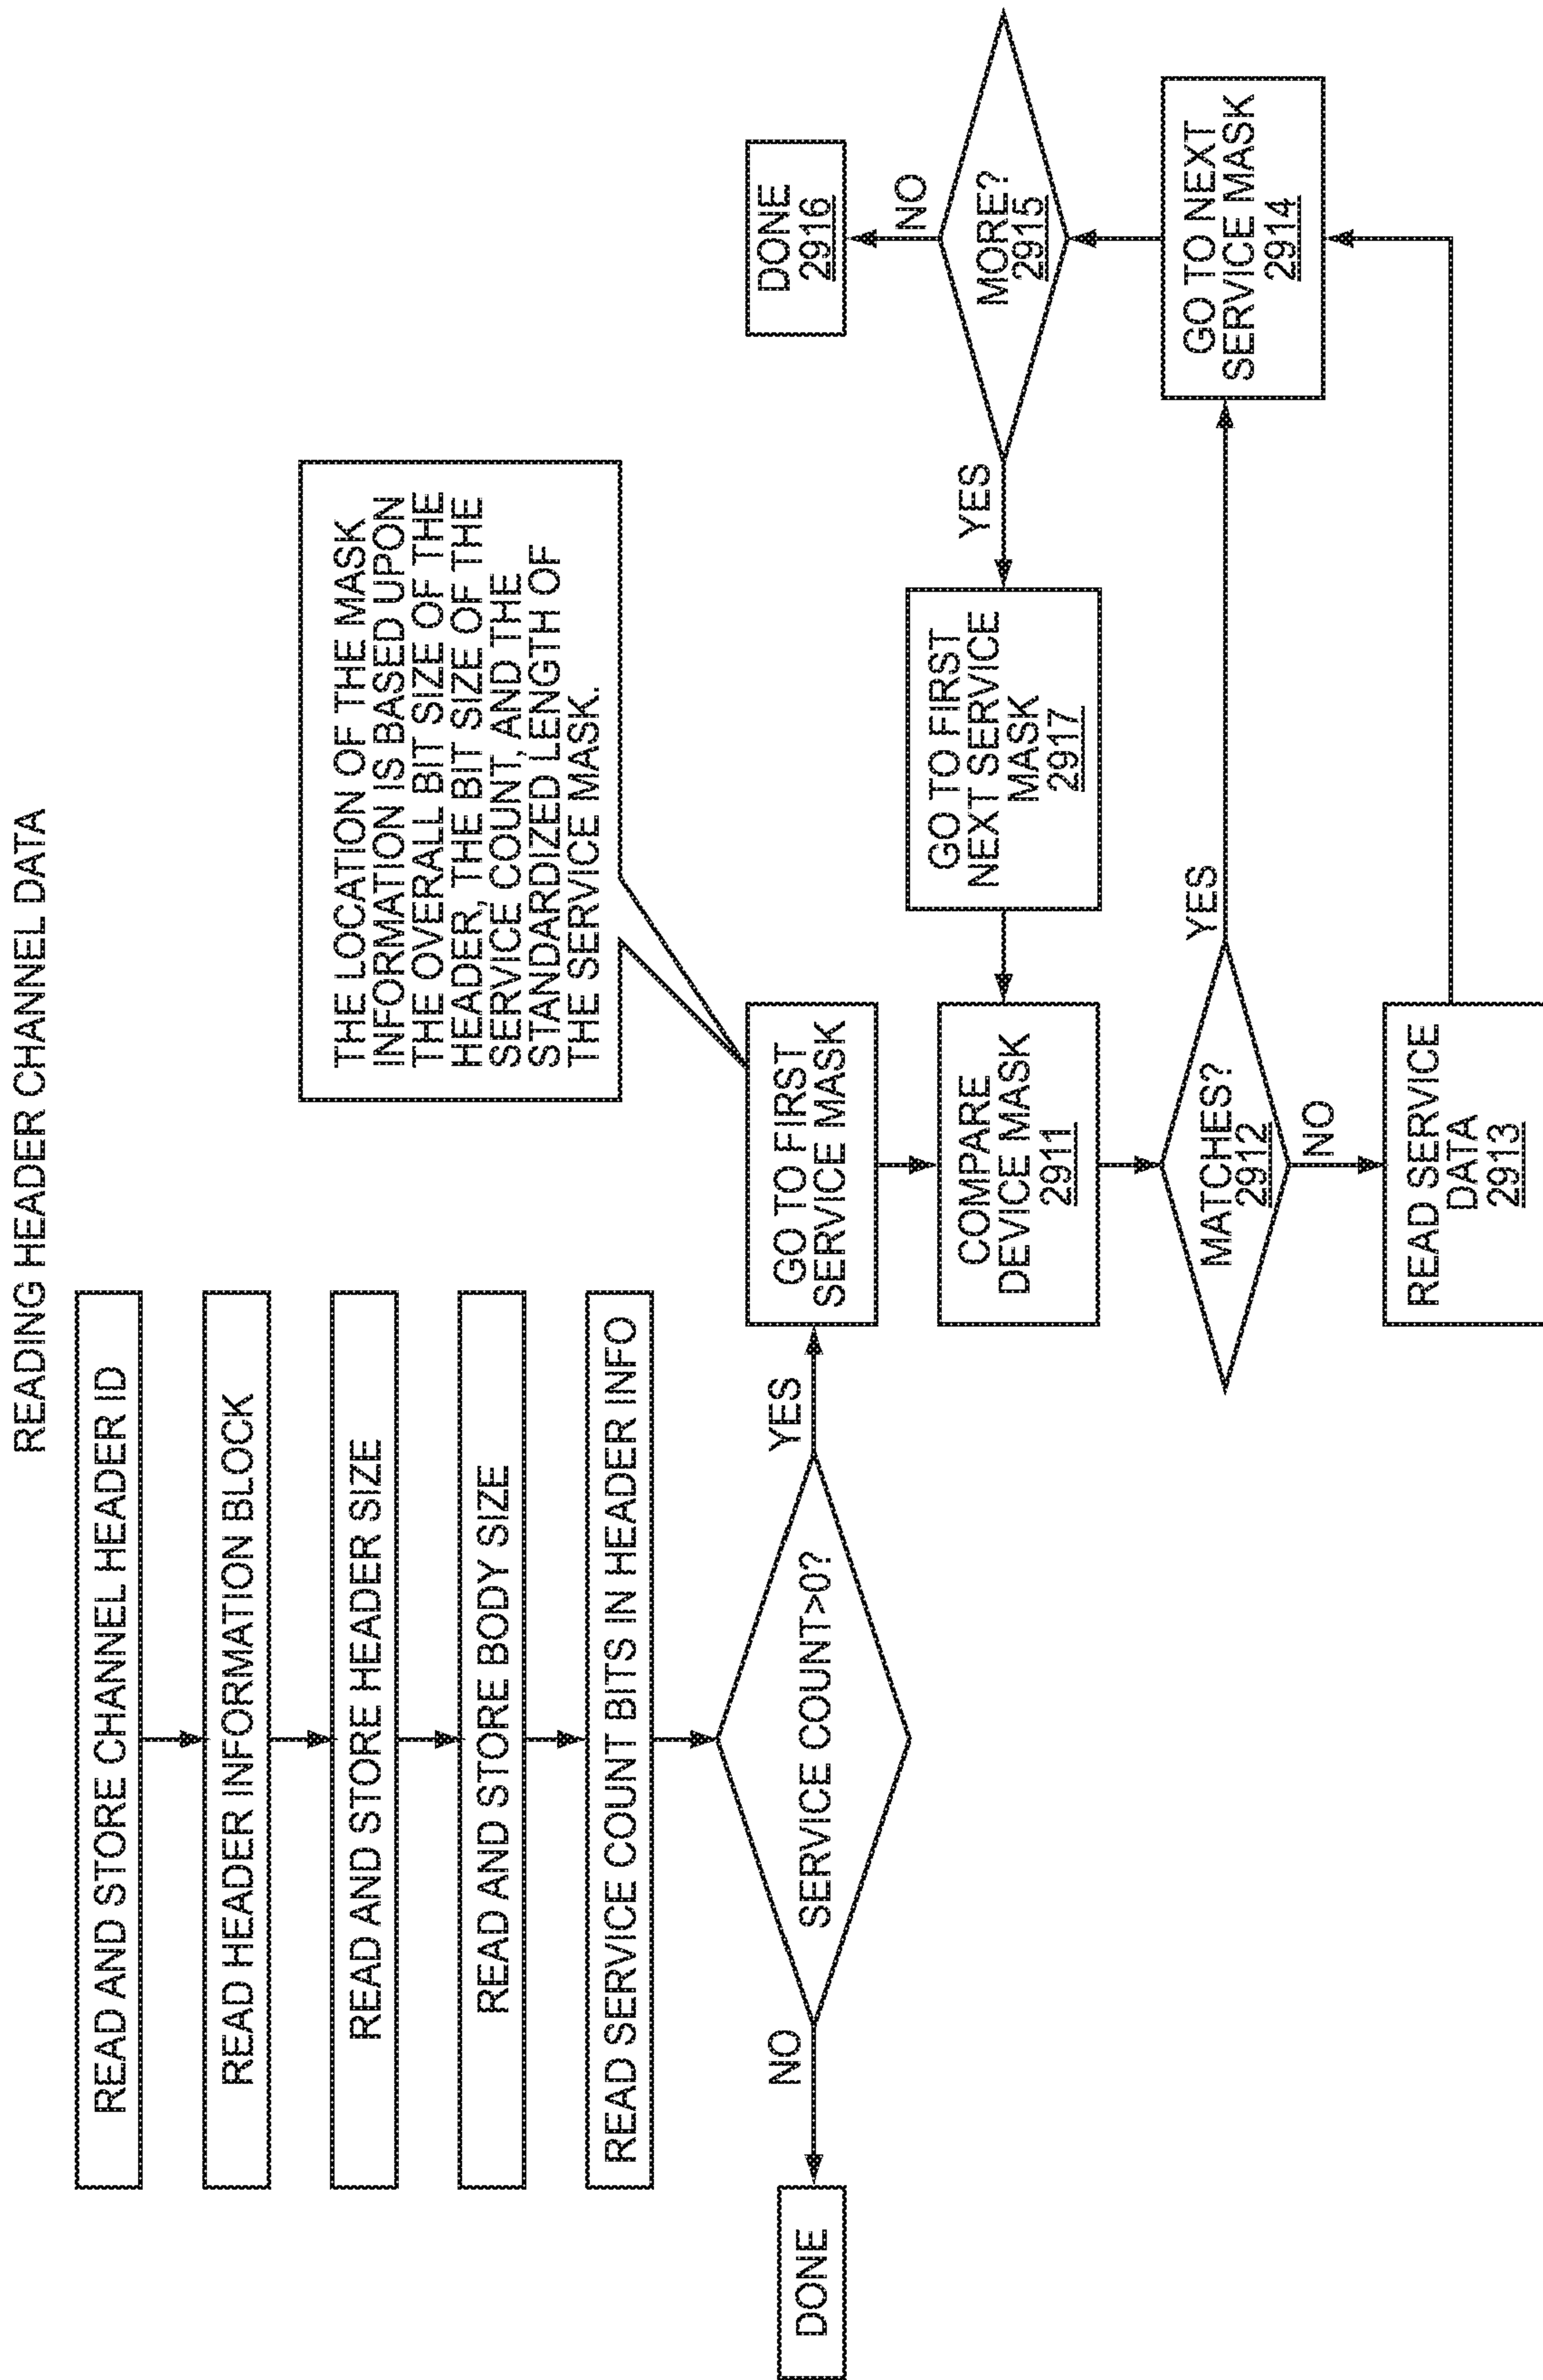 READING HEADER CHANNEL DATA
READ AND STORE CHANNEL HEADER ID
READ HEADER INFORMATION BLOCK
READ AND STORE HEADER SIZE
READ AND STORE BODY SIZE
READ SERVICE COUNT BITS IN HEADER INFO
SERVICE COUNT>0?
NO
DONE
YES
THE LOCATION OF THE MASK
INFORMATION IS BASED UPON
THE OVERALL BIT SIZE OF THE
HEADER, THE BIT SIZE OF THE
SERVICE COUNT, AND THE
STANDARDIZED LENGTH OF
THE SERVICE MASK.
GO TO FIRST
SERVICE MASK
COMPARE
DEVICE MASK
2911
MATCHES?
2912
YES
NO
READ SERVICE
DATA
2913
GO TO NEXT
SERVICE MASK
2914
MORE?
2915
NO
DONE
2916
YES
GO TO FIRST
NEXT SERVICE
MASK
2917